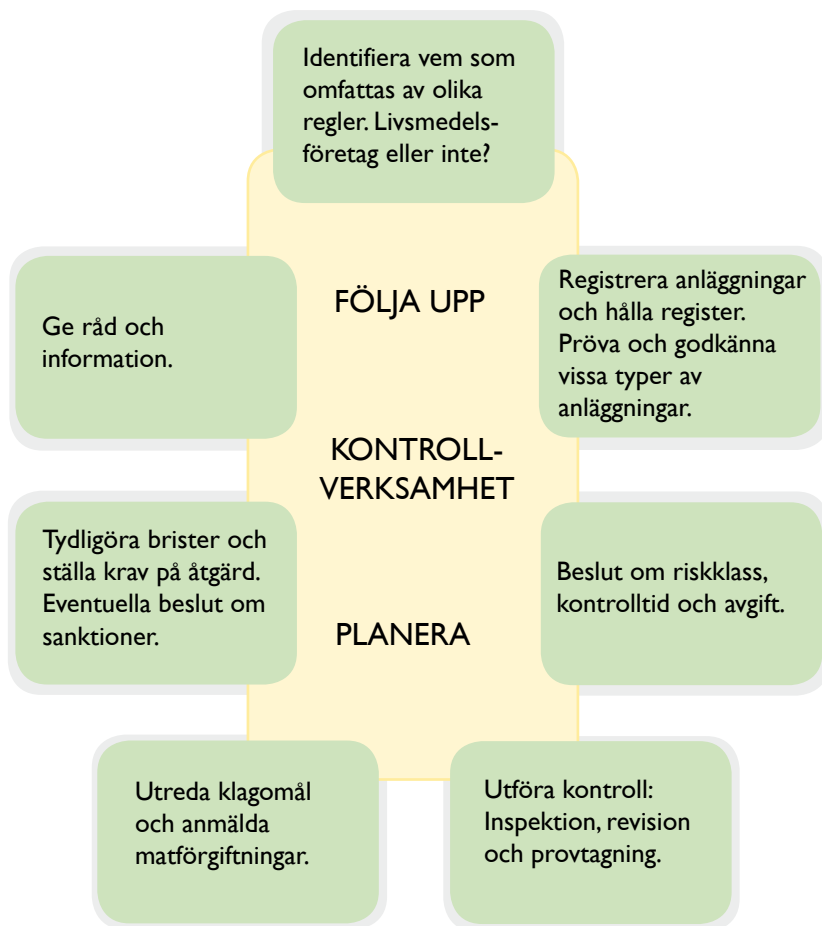 Identifiera vem som
omfattas av olika
regler. Livsmedels-
företag eller inte?
FÖLJA UPP
Registrera anläggningar
och hålla register.
Pröva och godkänna
vissa typer av
anläggningar.
Ge råd och
information.
KONTROLL-
VERKSAMHET
Tydligöra brister och
ställa krav på åtgärd.
Eventuella beslut om
sanktioner.
Beslut om riskklass,
kontrolltid och avgift.
PLANERA
Utreda klagomål
och anmälda
matförgiftningar.
Utföra kontroll:
Inspektion, revision
och provtagning.